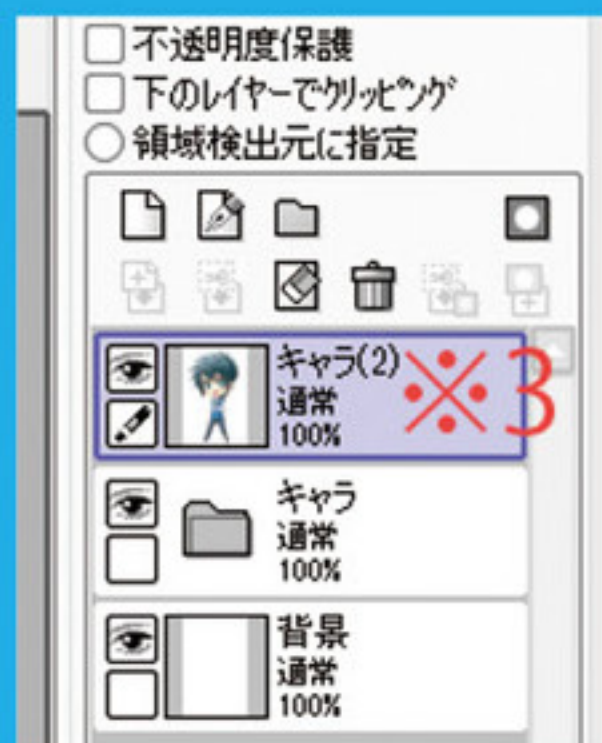 不透明度保護
下のレイヤーでクリッピング
領域検出元に指定
キャラ(2)
通常
100%
※3
キャラ
通常
100%
背景
通常
100%